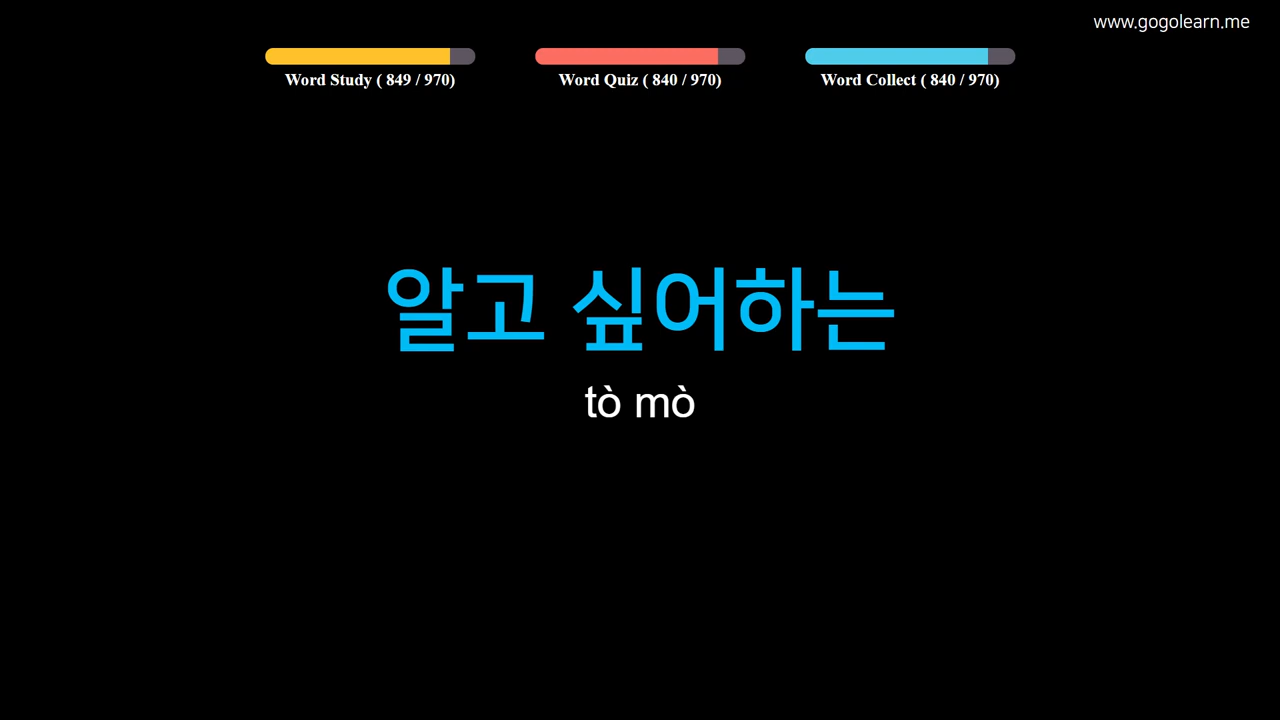 www.gogolearn.me
Word Study ( 849 / 970)
Word Quiz ( 840 / 970)
Word Collect ( 840 / 970)
알고 싶어하는
tò mò